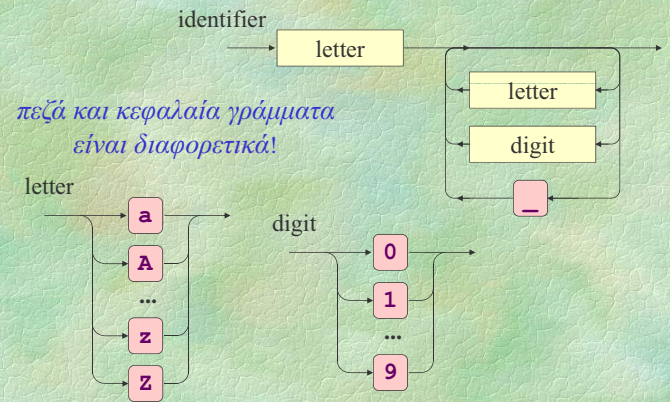 identifier
letter
letter
digit
_
πεζά και κεφαλαία γράμματα
είναι διαφορετικά!
letter
a
A
...
z
Z
digit
0
1
...
9